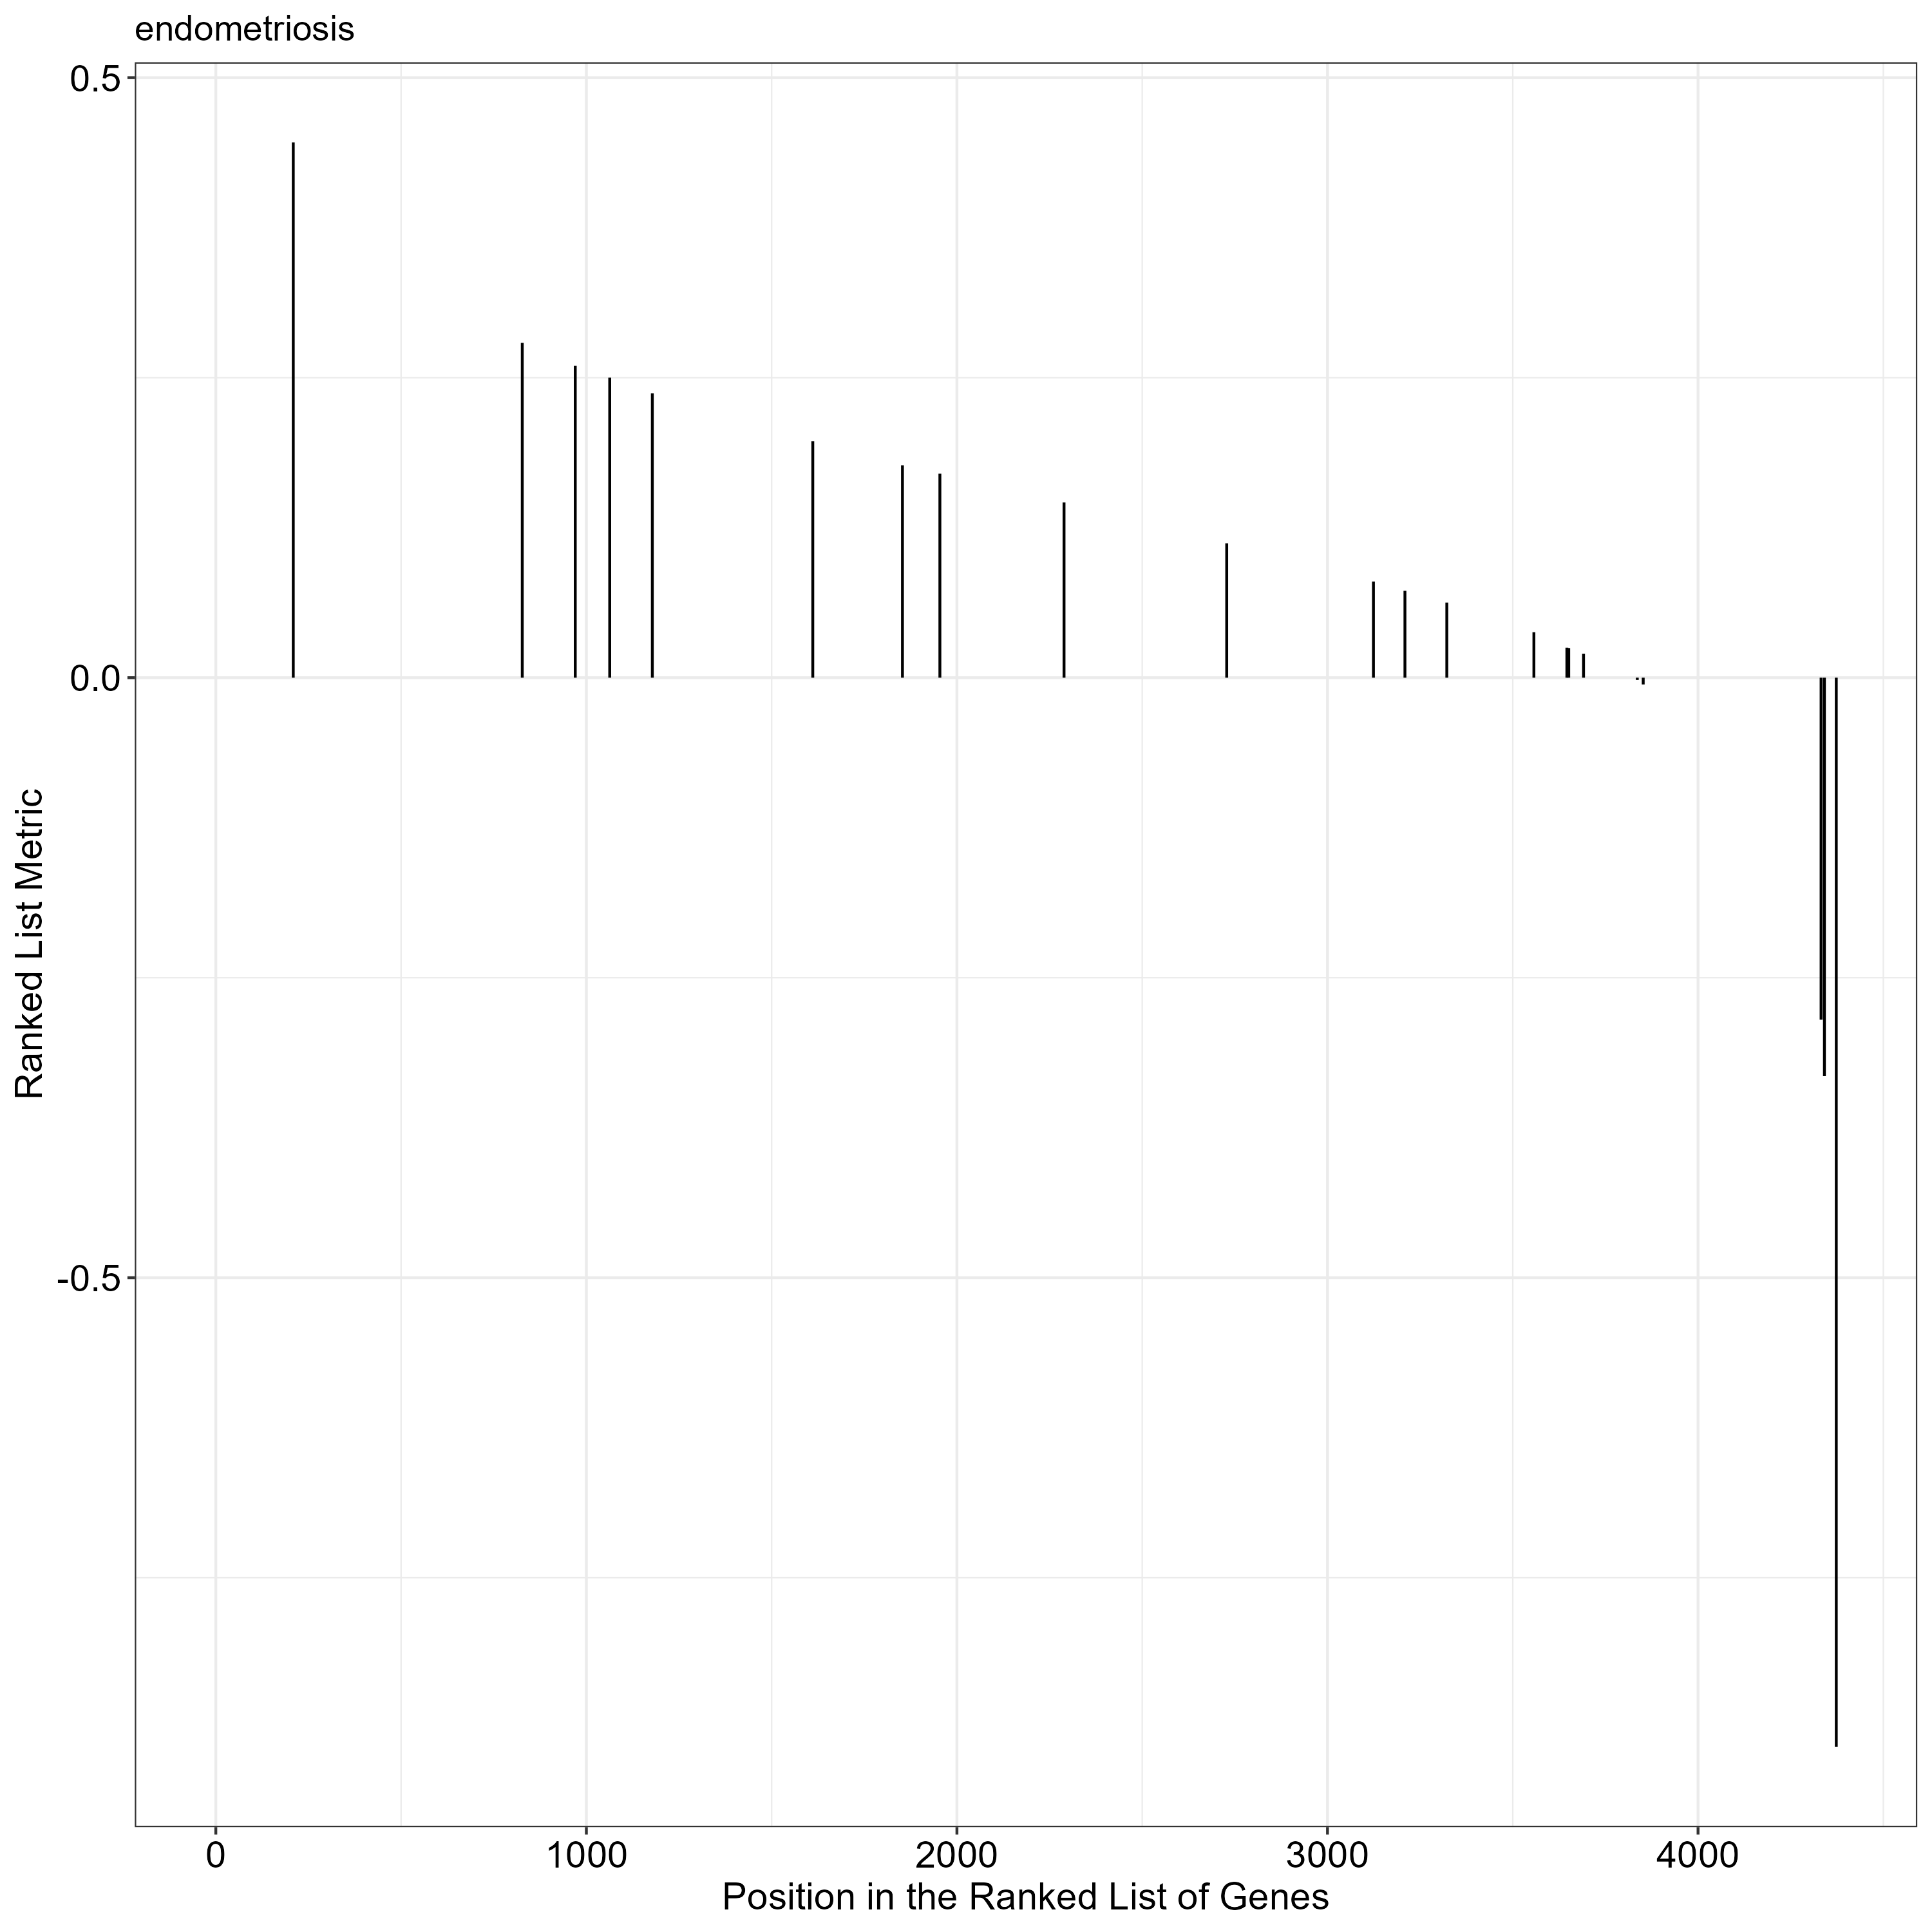 endometriosis
0.5
0.0
-0.5
Ranked List Metric
0 1000 2000 3000 4000
Position in the Ranked List of Genes